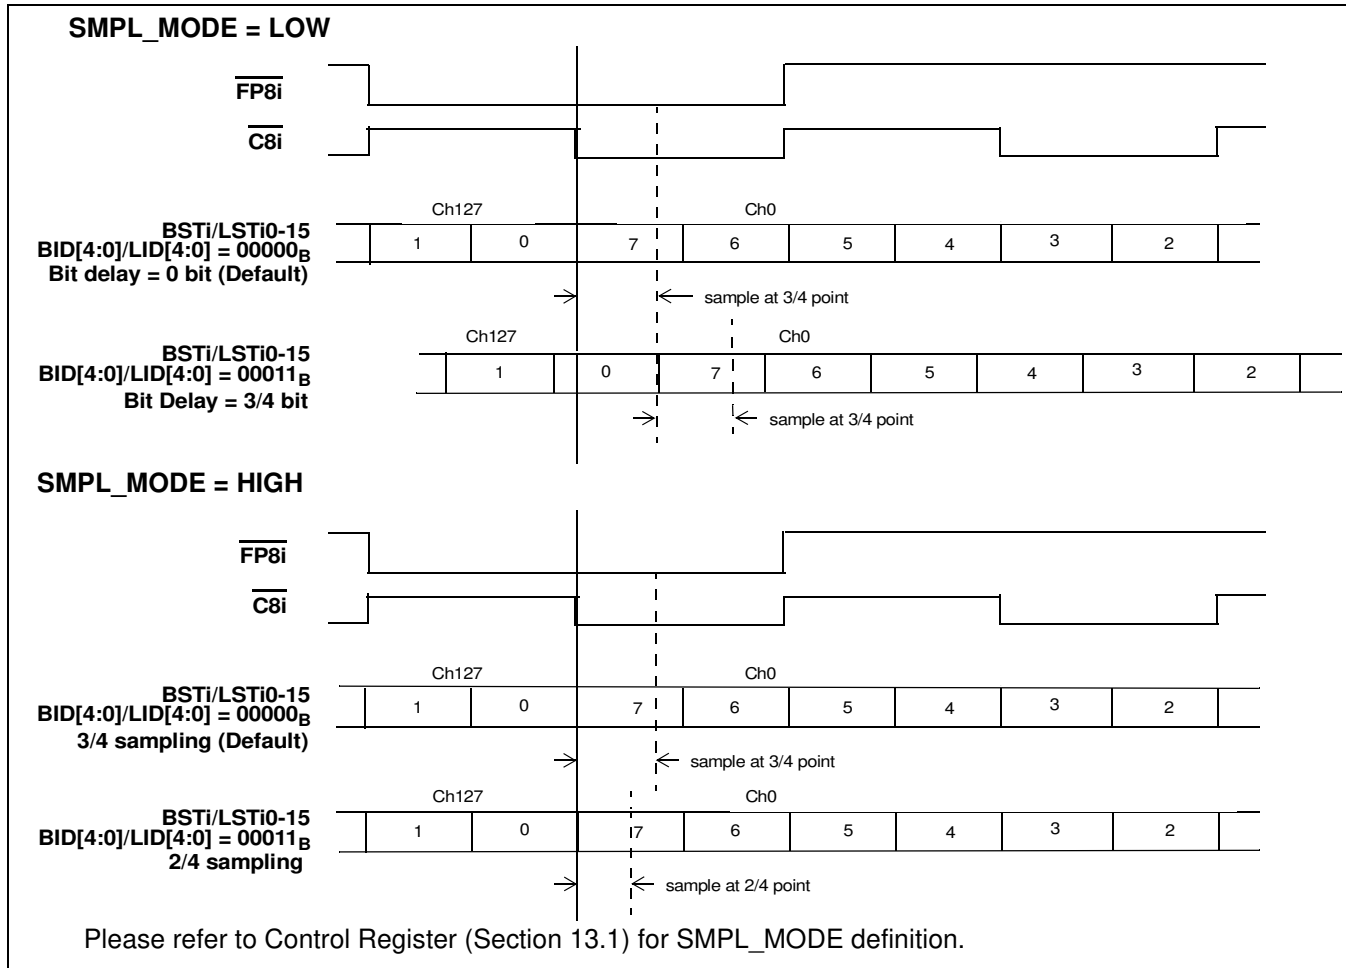 SMPL_MODE = LOW
FP8i
C8i
Ch127 Ch0
BSTi/LSTi0-15
BID[4:0]/LID[4:0] = 00000B
Bit delay = 0 bit (Default)
1 0 7 6 5 4 3 2
sample at 3/4 point
Ch127 Ch0
BSTi/LSTi0-15
BID[4:0]/LID[4:0] = 00011B
Bit Delay = 3/4 bit
1 0 7 6 5 4 3 2
sample at 3/4 point
SMPL_MODE = HIGH
FP8i
C8i
Ch127 Ch0
BSTi/LSTi0-15
BID[4:0]/LID[4:0] = 00000B
3/4 sampling (Default)
1 0 7 6 5 4 3 2
sample at 3/4 point
Ch127 Ch0
BSTi/LSTi0-15
BID[4:0]/LID[4:0] = 00011B
2/4 sampling
1 0 7 6 5 4 3 2
sample at 2/4 point
Please refer to Control Register (Section 13.1) for SMPL_MODE definition.